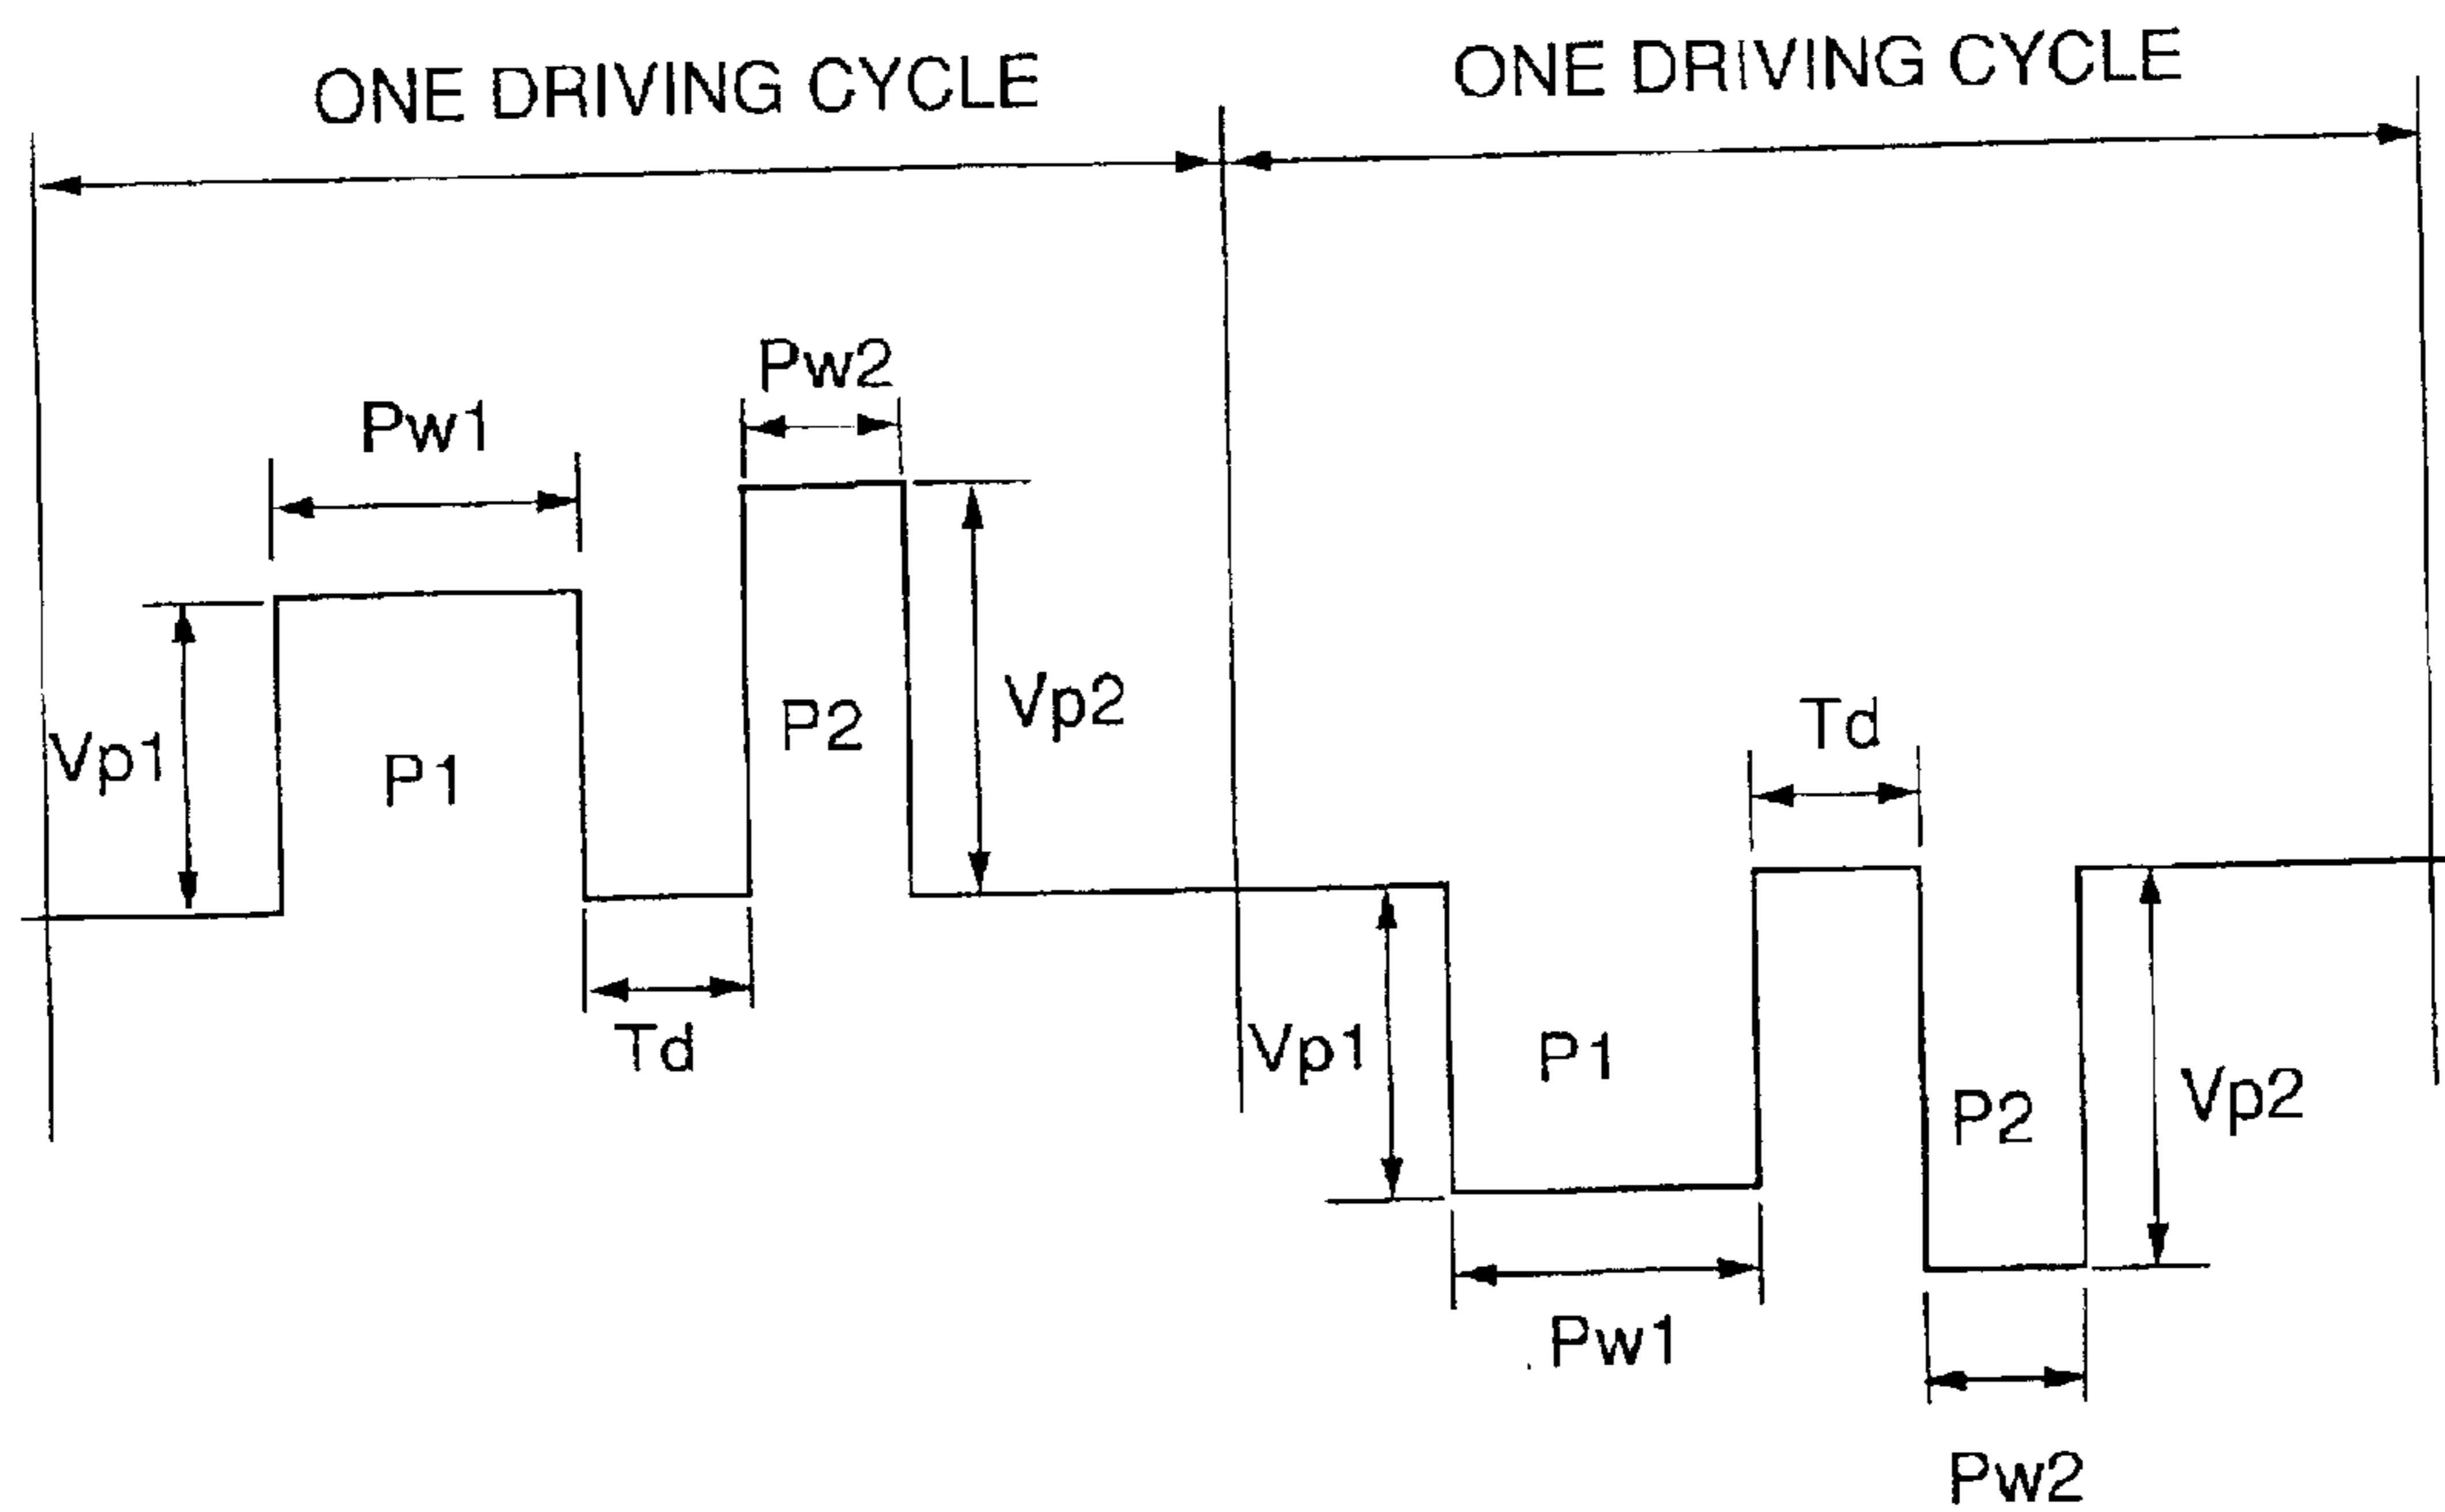 ONE DRIVING CYCLE
ONE DRIVING CYCLE
Pw2
Pw1
Vp1
P1
P2
Vp2
Td
Td
Vp1
P1
P2
Vp2
Pw1
Pw2